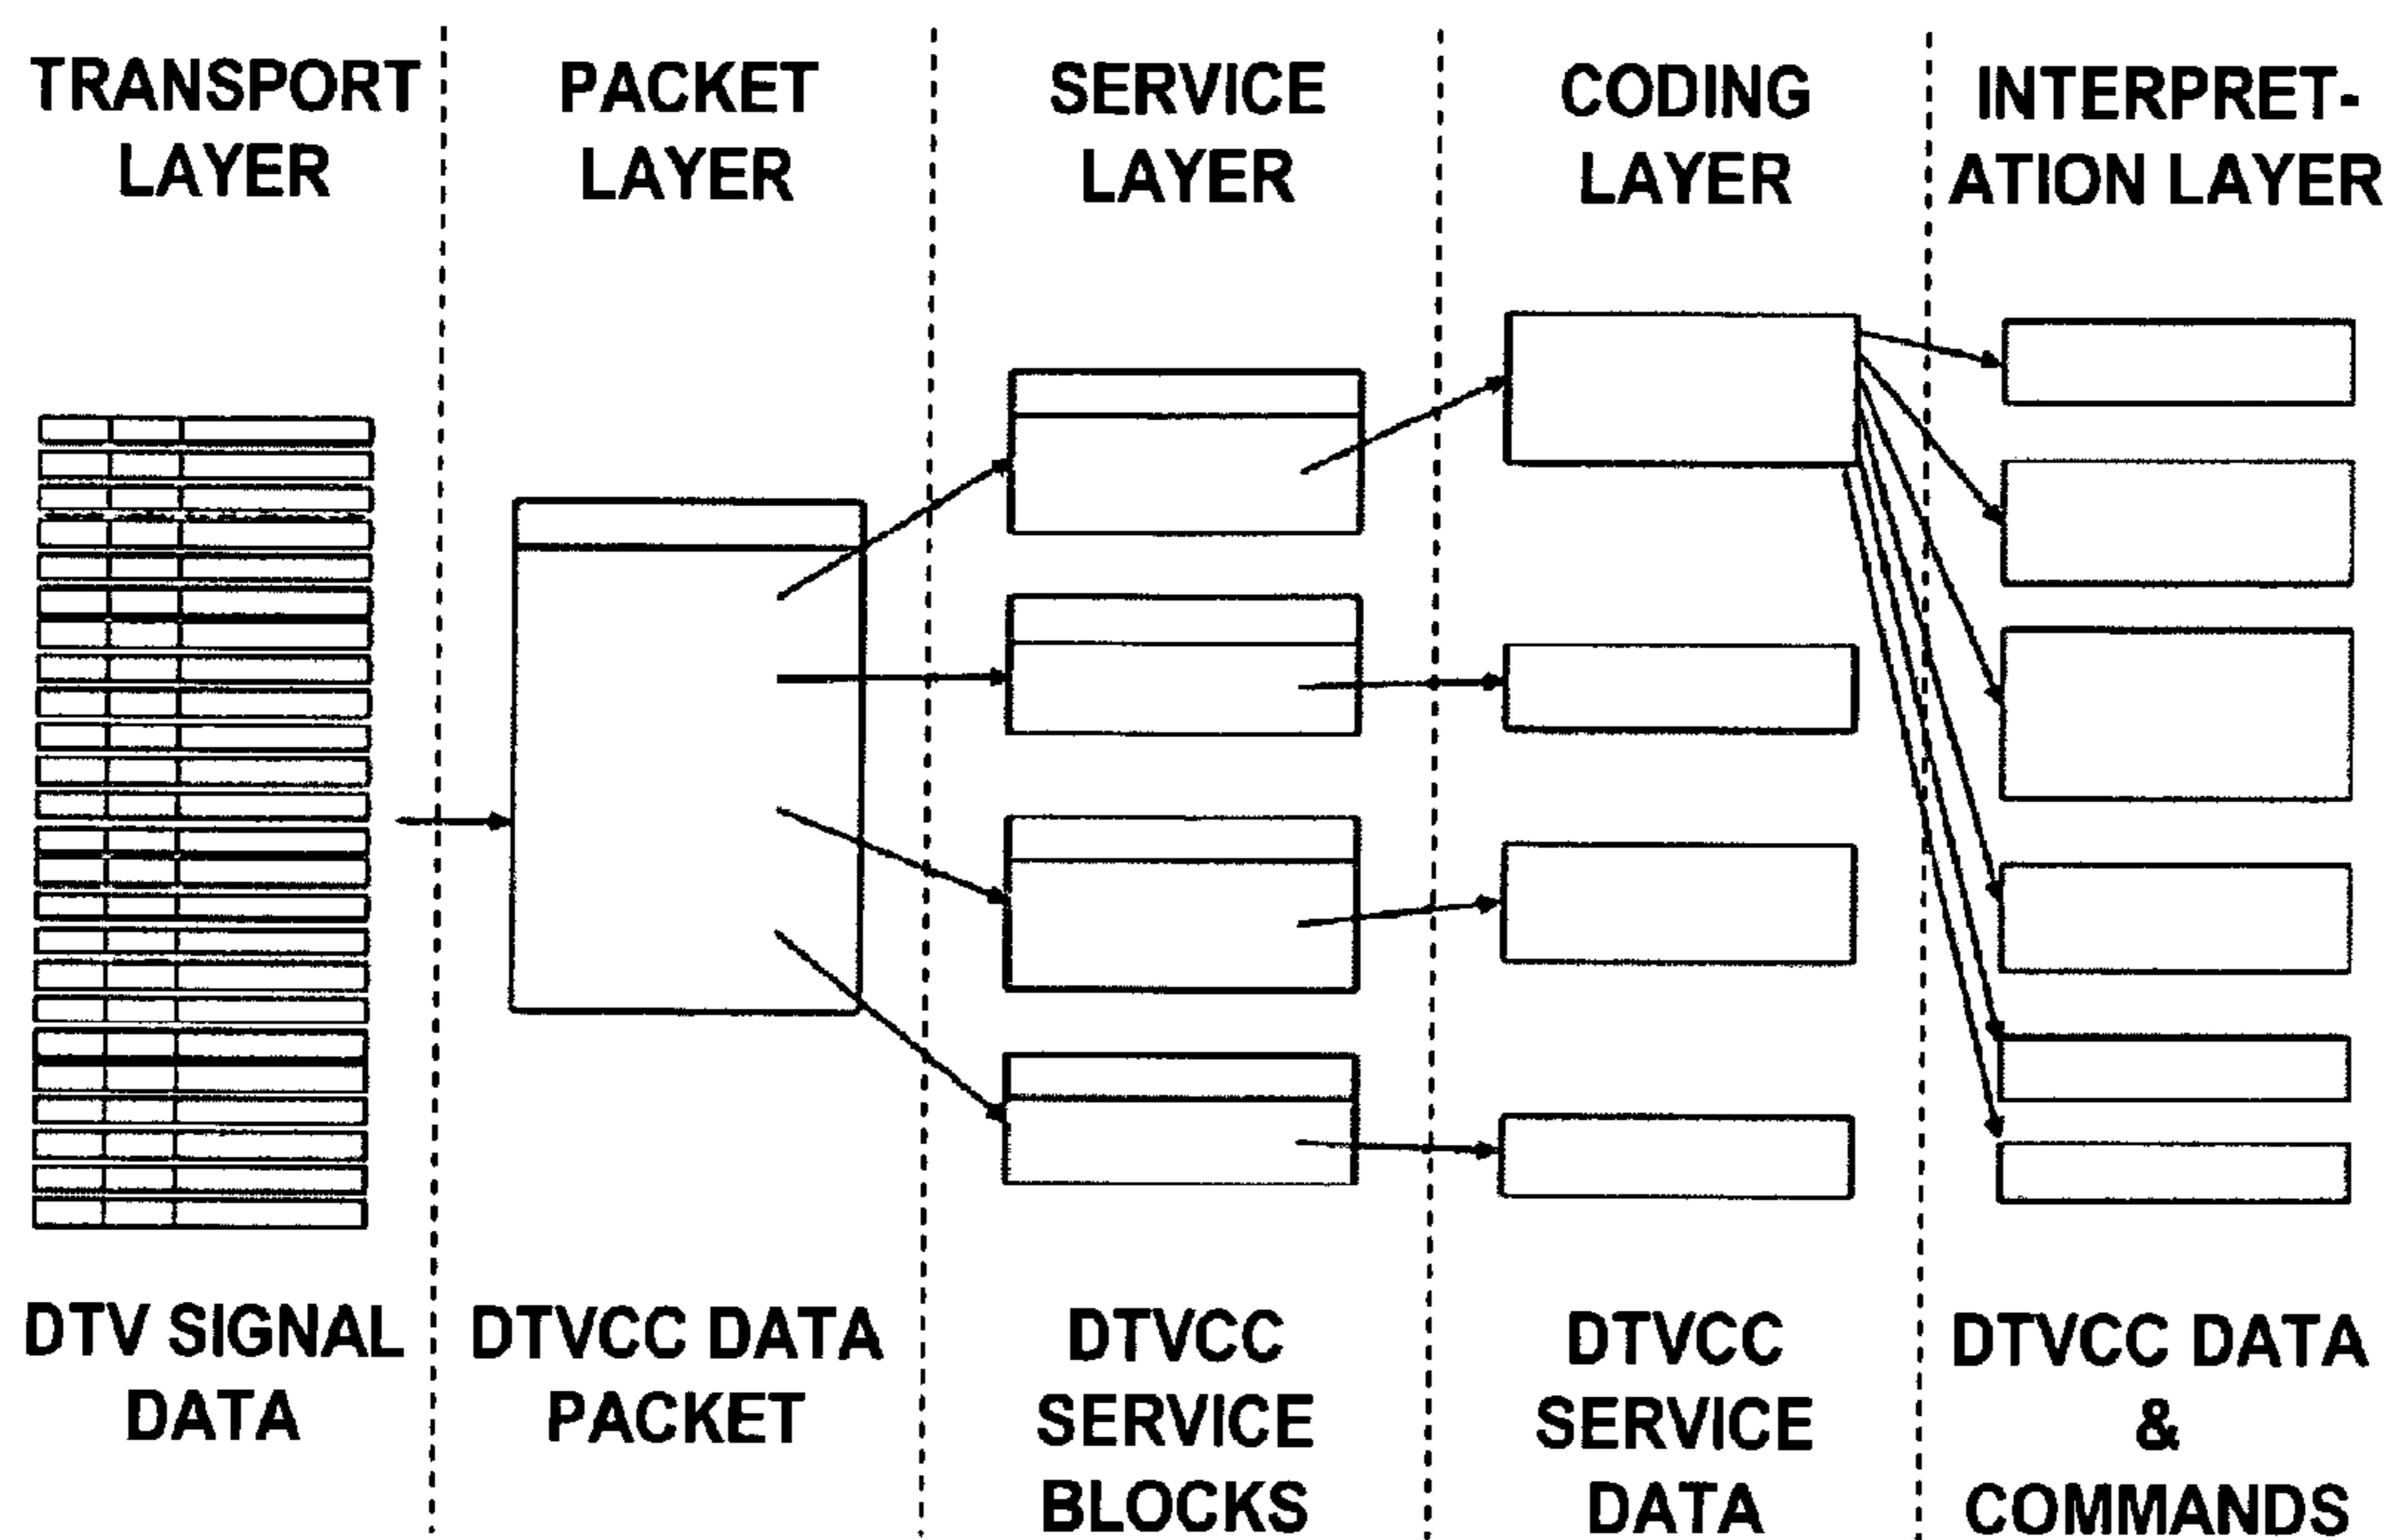 TRANSPORT
LAYER
PACKET
LAYER
SERVICE
LAYER
CODING
LAYER
INTERPRET-
ATION LAYER
DTV SIGNAL
DATA
DTVCC DATA
PACKET
DTVCC
SERVICE
BLOCKS
DTVCC
SERVICE
DATA
DTVCC DATA
&
COMMANDS